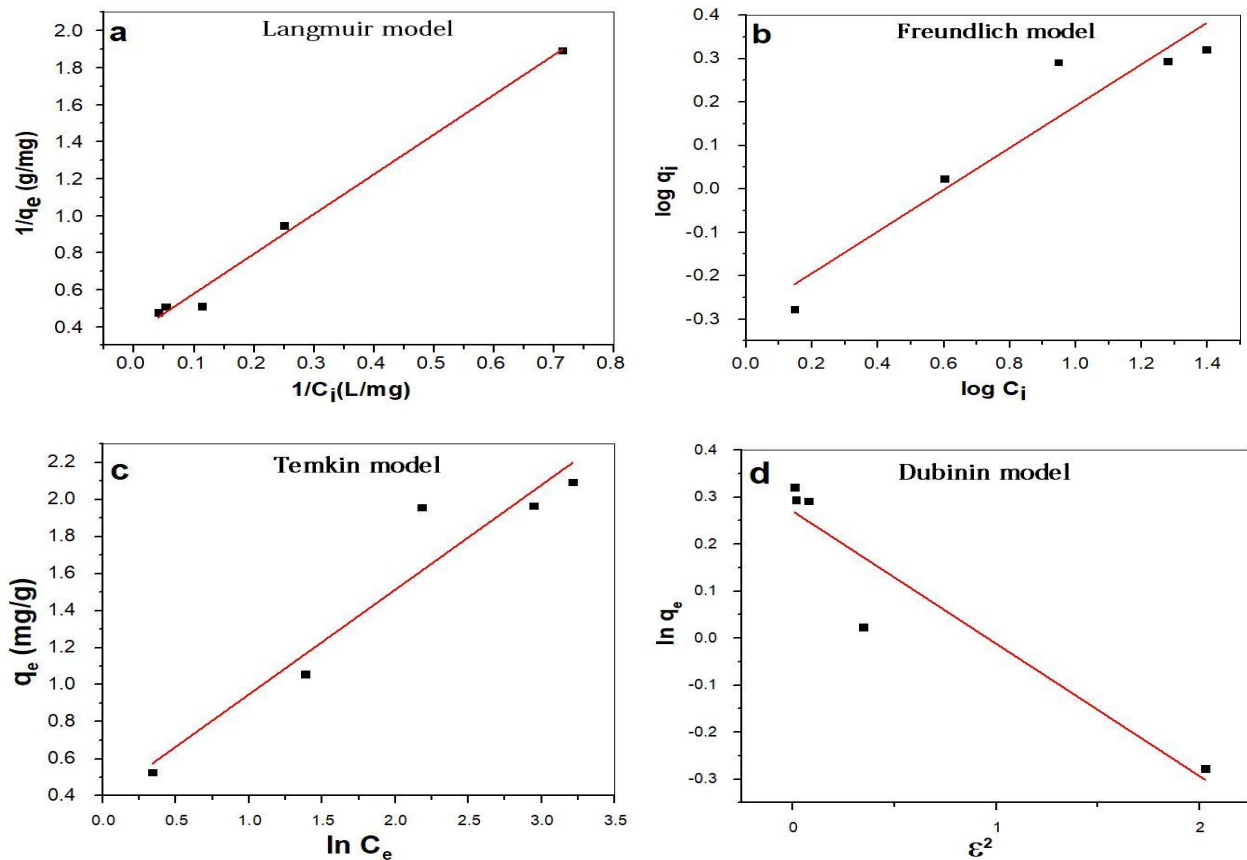 a
Langmuir model
2.0
1.8
1.6
1.4
1.2
1.0
0.8
0.6
0.4
1/qe (g/mg)
0.0 0.1 0.2 0.3 0.4 0.5 0.6 0.7 0.8
1/Ci(L/mg)
b
Freundlich model
0.4
0.3
0.2
0.1
0.0
-0.1
-0.2
-0.3
log qi
0.0 0.2 0.4 0.6 0.8 1.0 1.2 1.4
log Ci
c
Temkin model
2.2
2.0
1.8
1.6
1.4
1.2
1.0
0.8
0.6
0.4
qe (mg/g)
0.0 0.5 1.0 1.5 2.0 2.5 3.0 3.5
ln Ce
d
Dubinin model
0.4
0.3
0.2
0.1
0.0
-0.1
-0.2
-0.3
ln qe
0 1 2
ε²